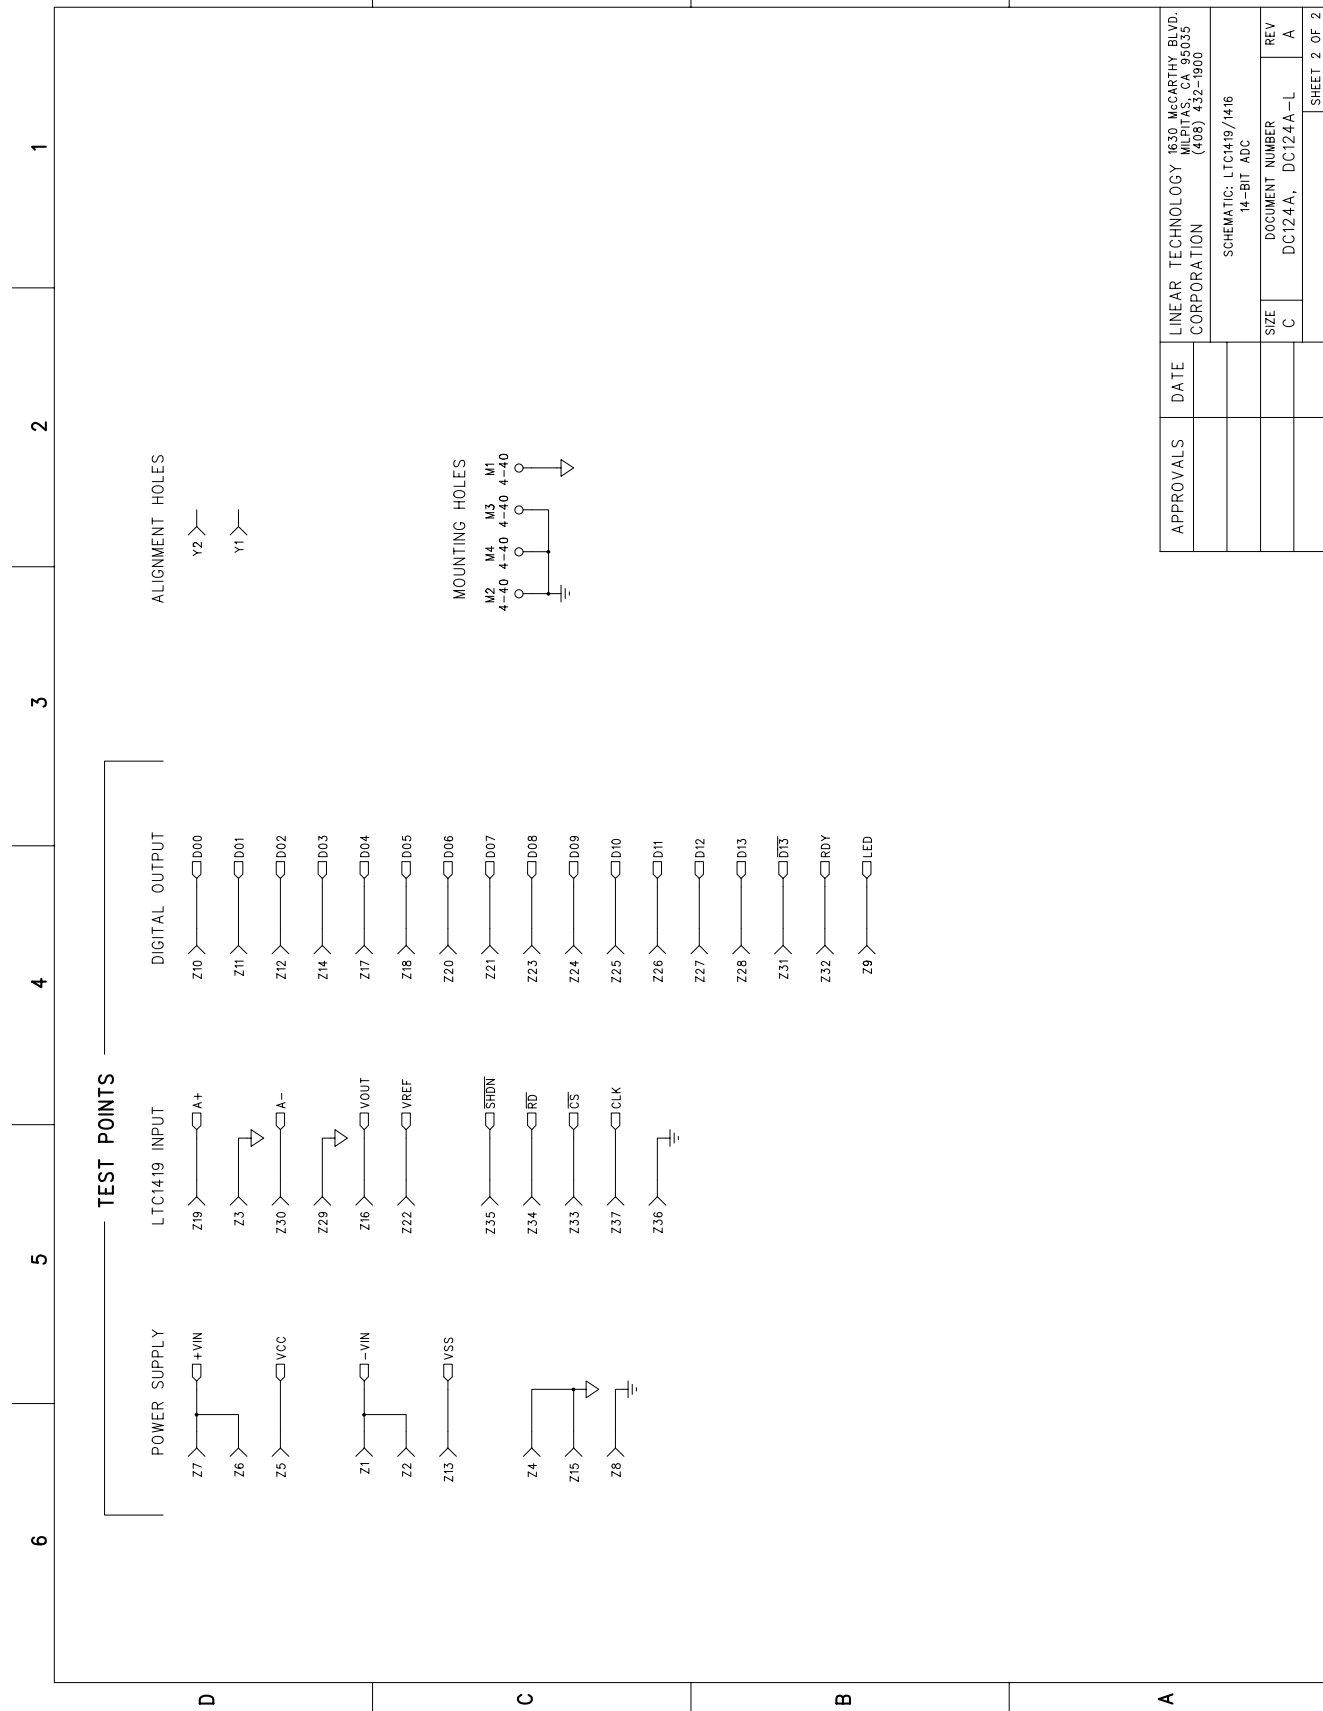 6 5 4 3 2 1
D
C
B
A
TEST POINTS
POWER SUPPLY
Z7 +VIN
Z6
Z5 VCC
Z1 -VIN
Z2
Z13 VSS
Z4
Z15
Z8
LTC1419 INPUT
Z19 A+
Z3
Z30 A-
Z29
Z16 VOUT
Z22 VREF
Z35 S̅H̅D̅N̅
Z34 R̅D̅
Z33 C̅S̅
Z37 CLK
Z36
DIGITAL OUTPUT
Z10 D00
Z11 D01
Z12 D02
Z14 D03
Z17 D04
Z18 D05
Z20 D06
Z21 D07
Z23 D08
Z24 D09
Z25 D10
Z26 D11
Z27 D12
Z28 D13
Z31 D̅1̅3̅
Z32 RDY
Z9 LED
ALIGNMENT HOLES
Y2
Y1
MOUNTING HOLES
M2 M4 M3 M1
4-40 4-40 4-40 4-40
APPROVALS DATE
LINEAR TECHNOLOGY
CORPORATION
1630 McCARTHY BLVD.
MILPITAS, CA 95035
(408) 432-1900
SCHEMATIC: LTC1419/1416
14-BIT ADC
SIZE DOCUMENT NUMBER REV
C DC124A, DC124A-L A
SHEET 2 OF 2